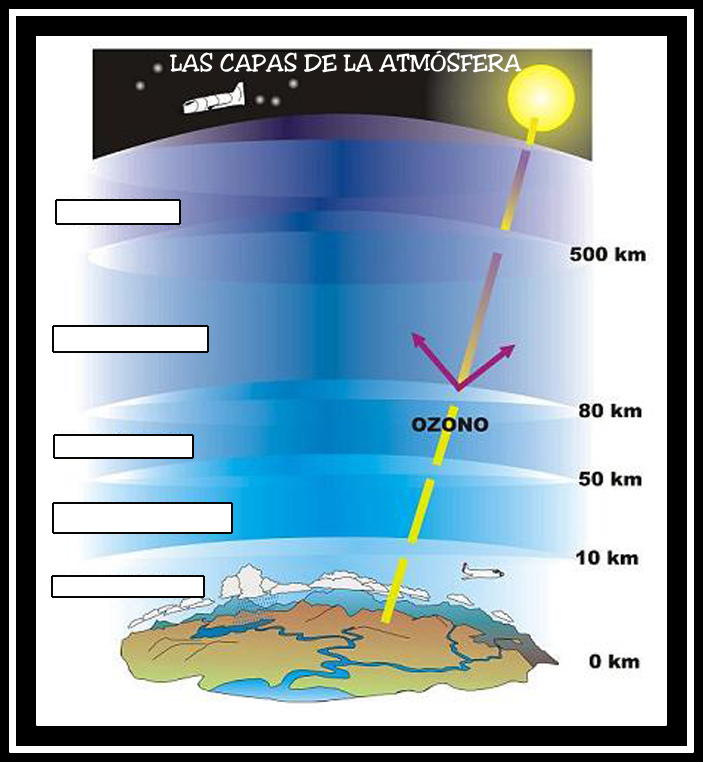 LAS CAPAS DE LA ATMÓSFERA
500 km
80 km
OZONO
50 km
10 km
0 km